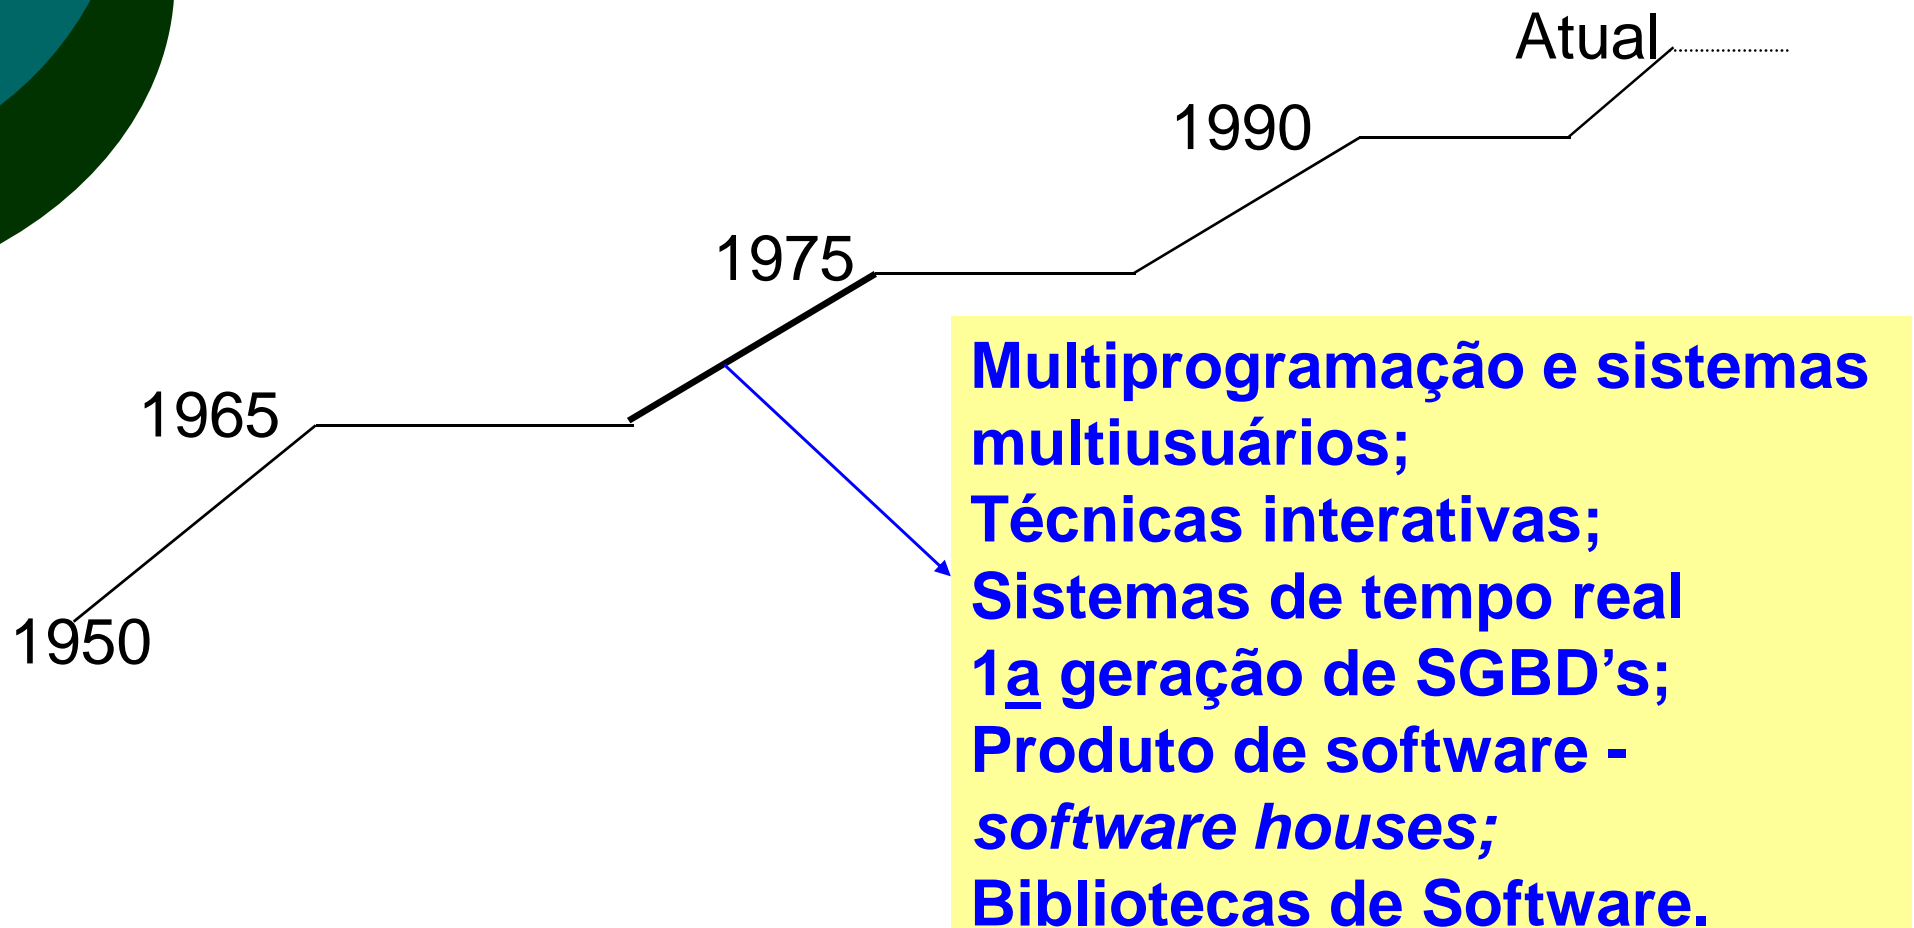 Atual
1990
1975
1965
1950
Multiprogramação e sistemas
multiusuários;
Técnicas interativas;
Sistemas de tempo real
1a geração de SGBD’s;
Produto de software -
software houses;
Bibliotecas de Software.